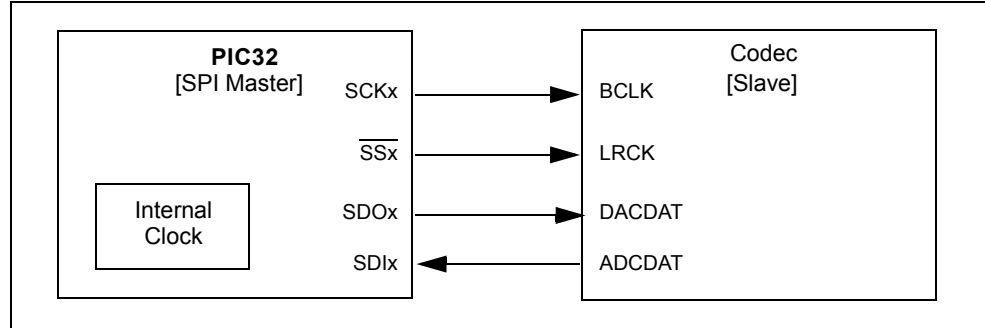 PIC32
[SPI Master]
SCKx
SSx
SDOx
SDIx
Internal
Clock
Codec
[Slave]
BCLK
LRCK
DACDAT
ADCDAT